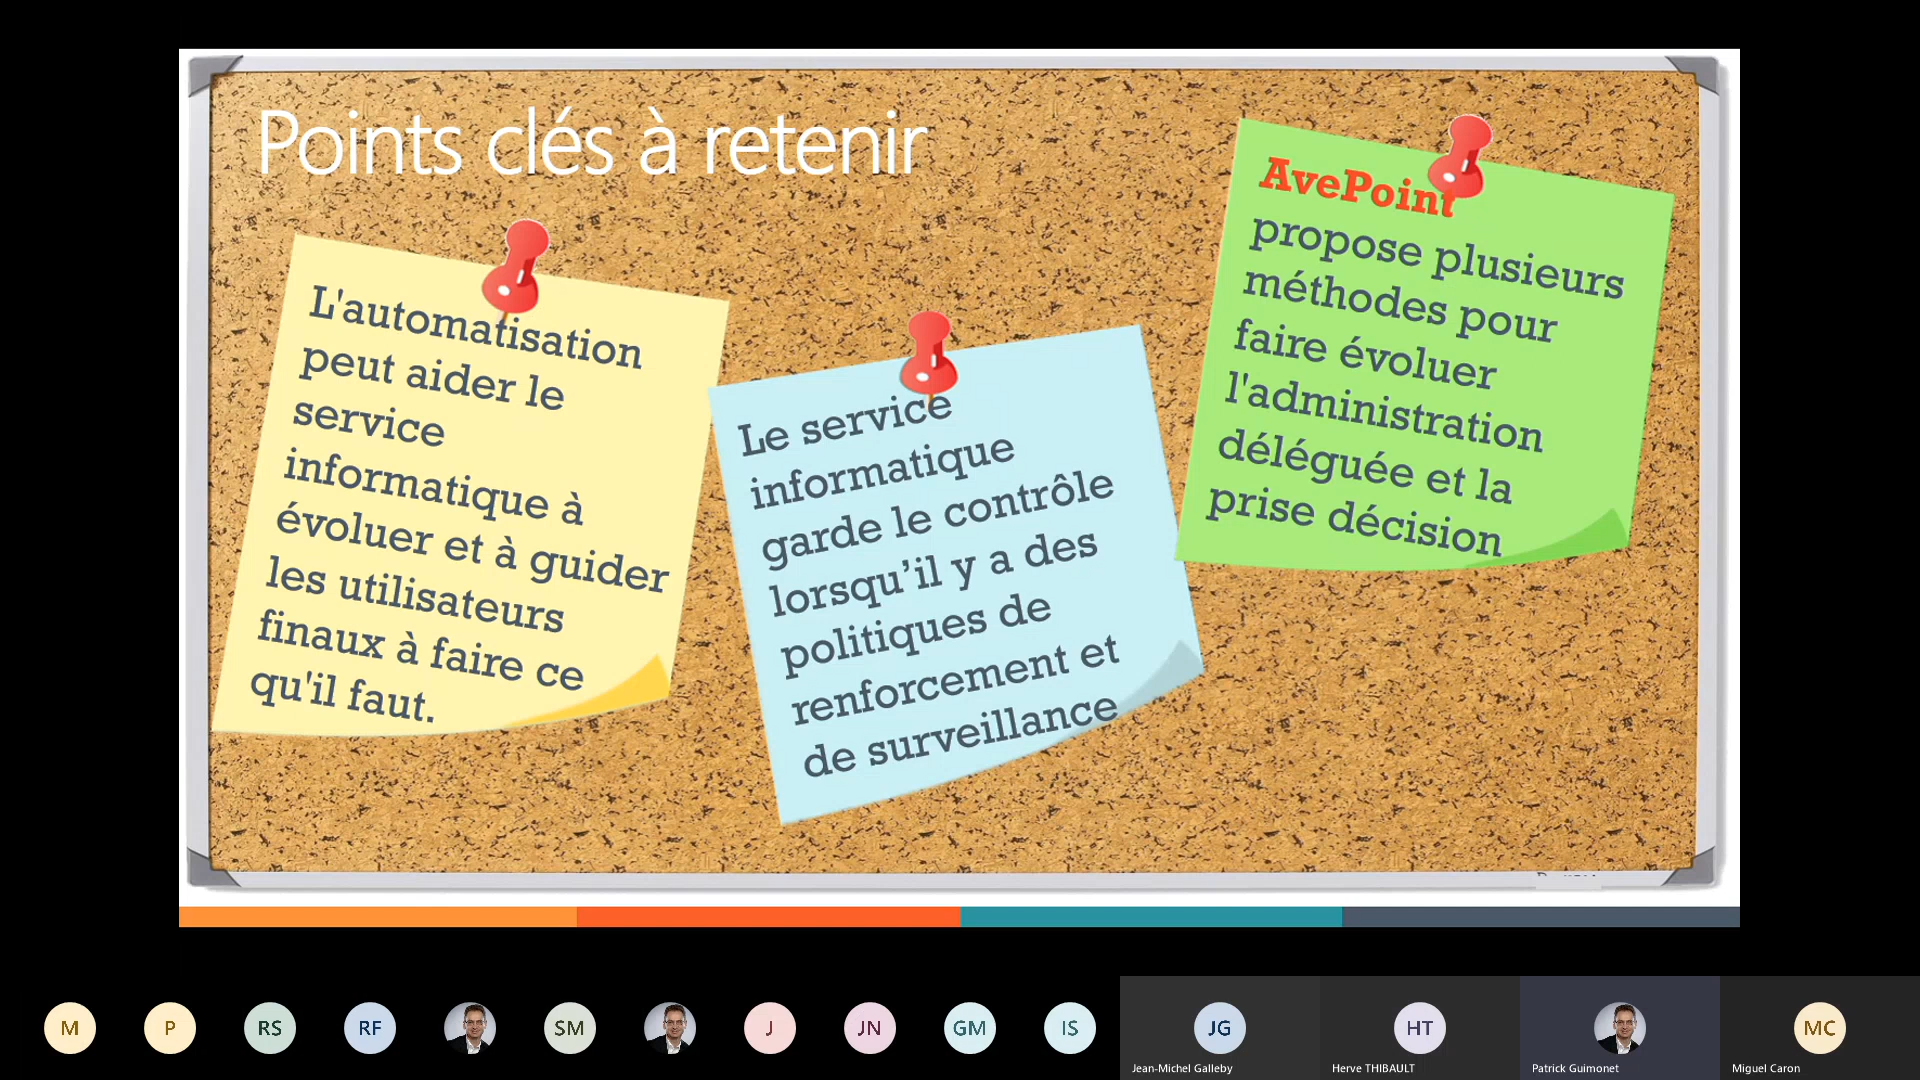 Points clés à retenir
L'automatisation
peut aider le
service
informatique à
évoluer et à guider
les utilisateurs
finaux à faire ce
qu'il faut.
Le service
informatique
garde le contrôle
lorsqu’il y a des
politiques de
renforcement et
de surveillance
AvePoint
propose plusieurs
méthodes pour
faire évoluer
l'administration
déléguée et la
prise décision
M
P
RS
RF
SM
J
JN
GM
IS
JG
HT
MC
Jean-Michel Galleby
Herve THIBAULT
Patrick Guimonet
Miguel Caron